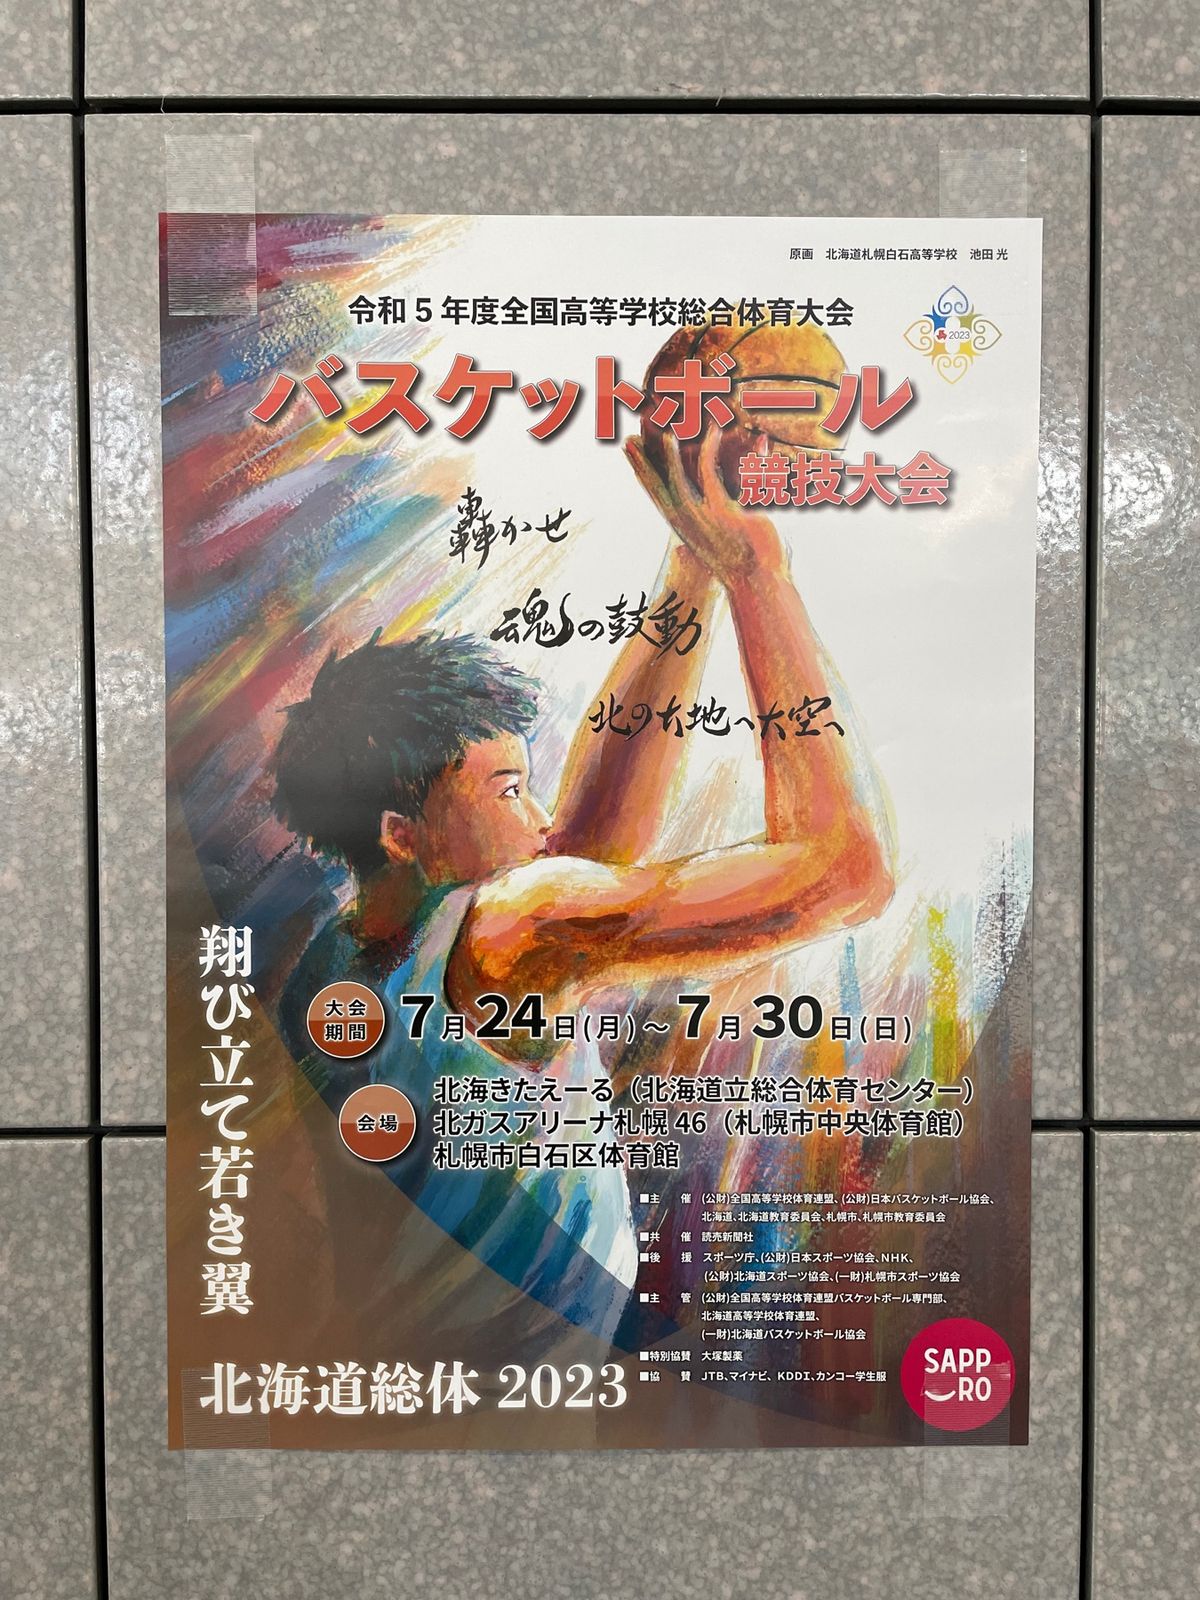 原画 北海道札幌白石高等学校 池田 光
令和5年度全国高等学校総合体育大会
2023
バスケットボール
競技大会
轟かせ
魂の鼓動
北の大地へ大空へ
翔び立て若き翼
大会
期間
7月24日(月)～7月30日(日)
会場
北海きたえーる（北海道立総合体育センター）
北ガスアリーナ札幌46（札幌市中央体育館）
札幌市白石区体育館
■主 催 (公財)全国高等学校体育連盟、(公財)日本バスケットボール協会、
北海道、北海道教育委員会、札幌市、札幌市教育委員会
■共 催 読売新聞社
■後 援 スポーツ庁、(公財)日本スポーツ協会、NHK、
(公財)北海道スポーツ協会、(一財)札幌市スポーツ協会
■主 管 (公財)全国高等学校体育連盟バスケットボール専門部、
北海道高等学校体育連盟、
(一財)北海道バスケットボール協会
■特別協賛 大塚製薬
■協 賛 JTB、マイナビ、KDDI、カンコー学生服
北海道総体 2023
SAPP
RO